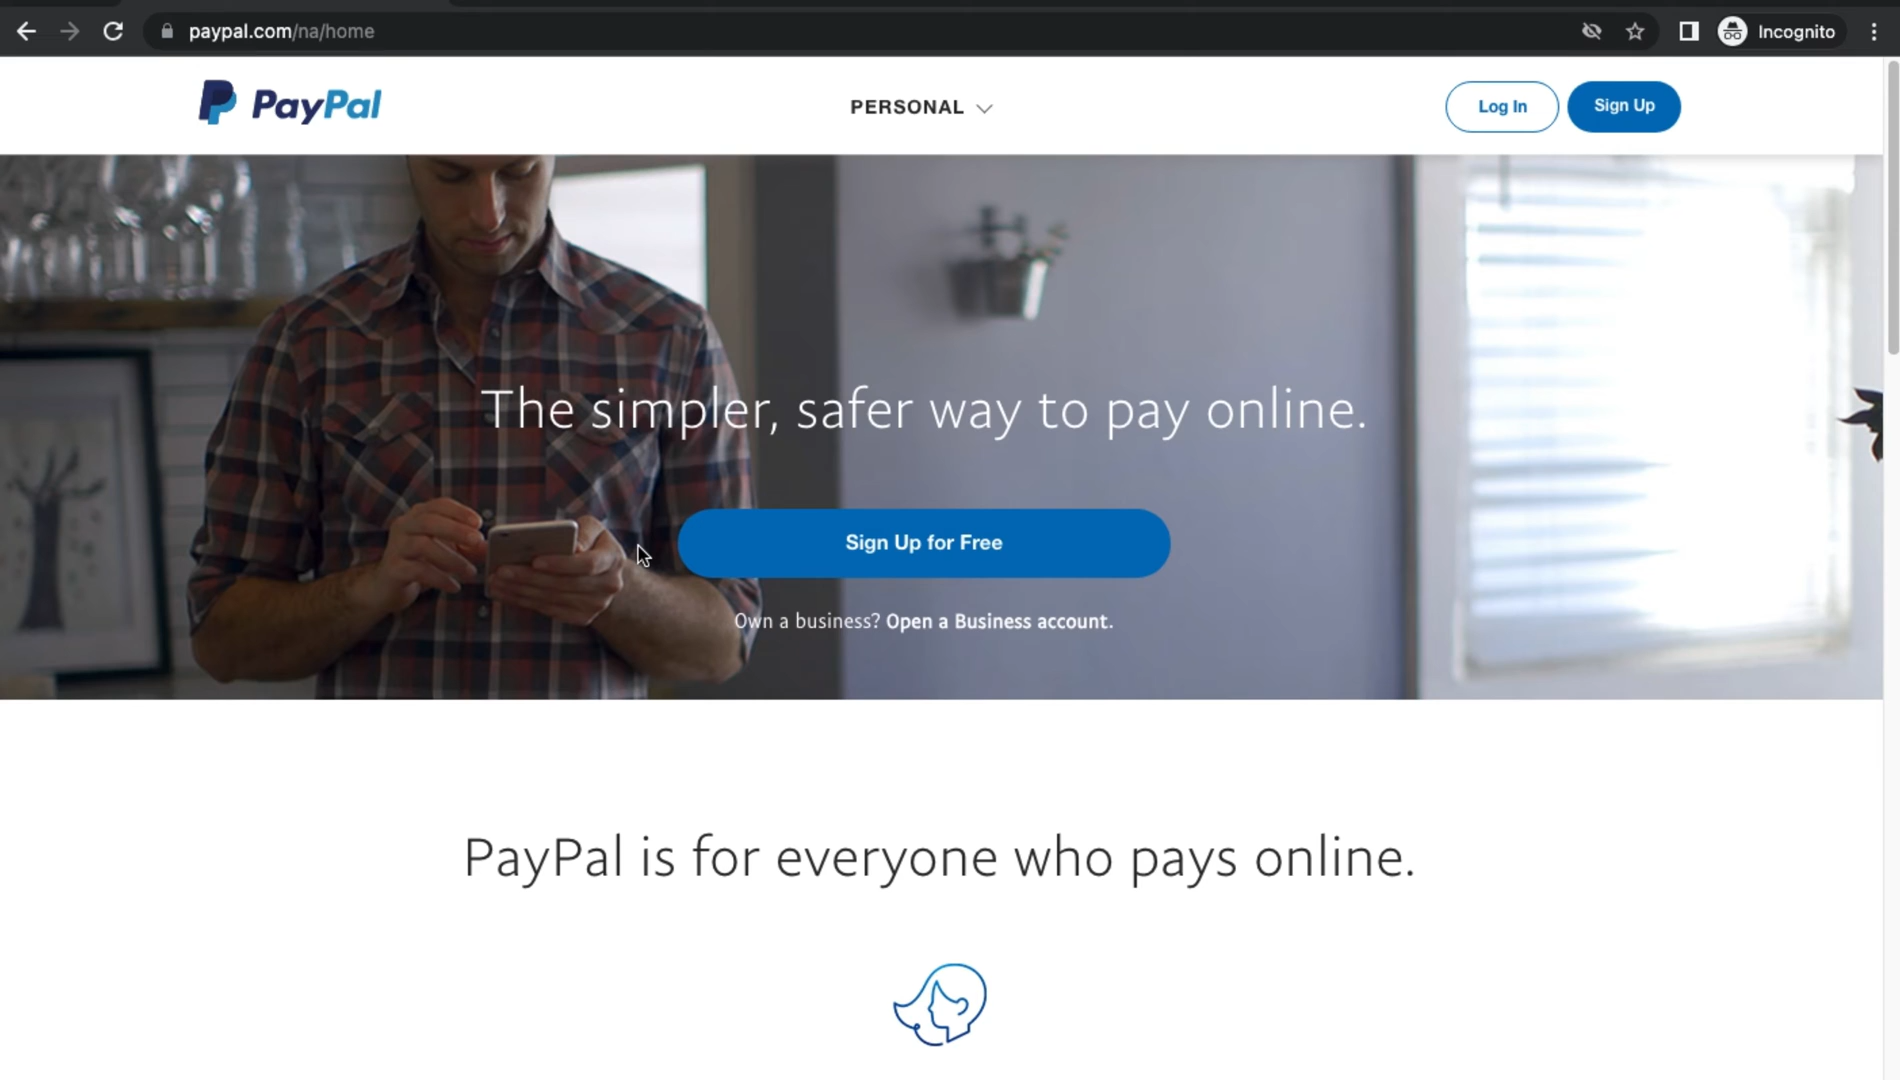 paypal.com/na/home
Incognito
PayPal
PERSONAL
Log In
Sign Up
The simpler, safer way to pay online.
Sign Up for Free
Own a business? Open a Business account.
PayPal is for everyone who pays online.